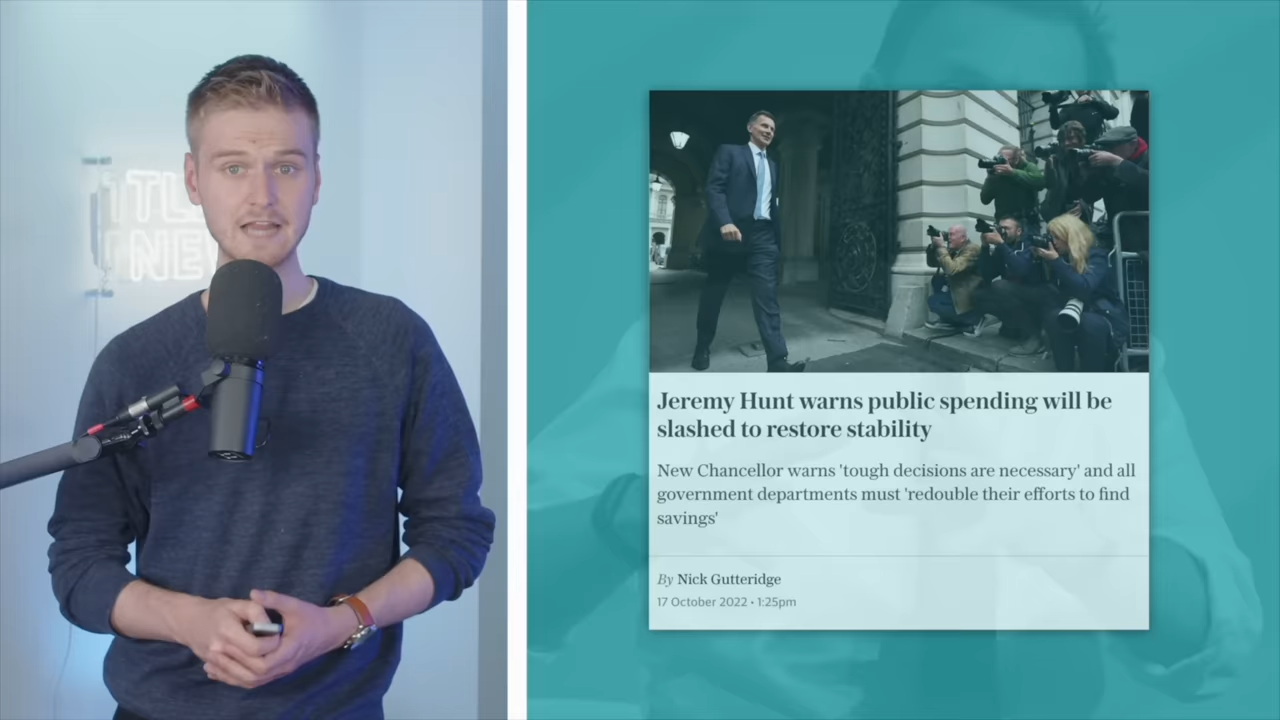 Jeremy Hunt warns public spending will be
slashed to restore stability
New Chancellor warns 'tough decisions are necessary' and all
government departments must 'redouble their efforts to find
savings'
By Nick Gutteridge
17 October 2022 • 1:25pm